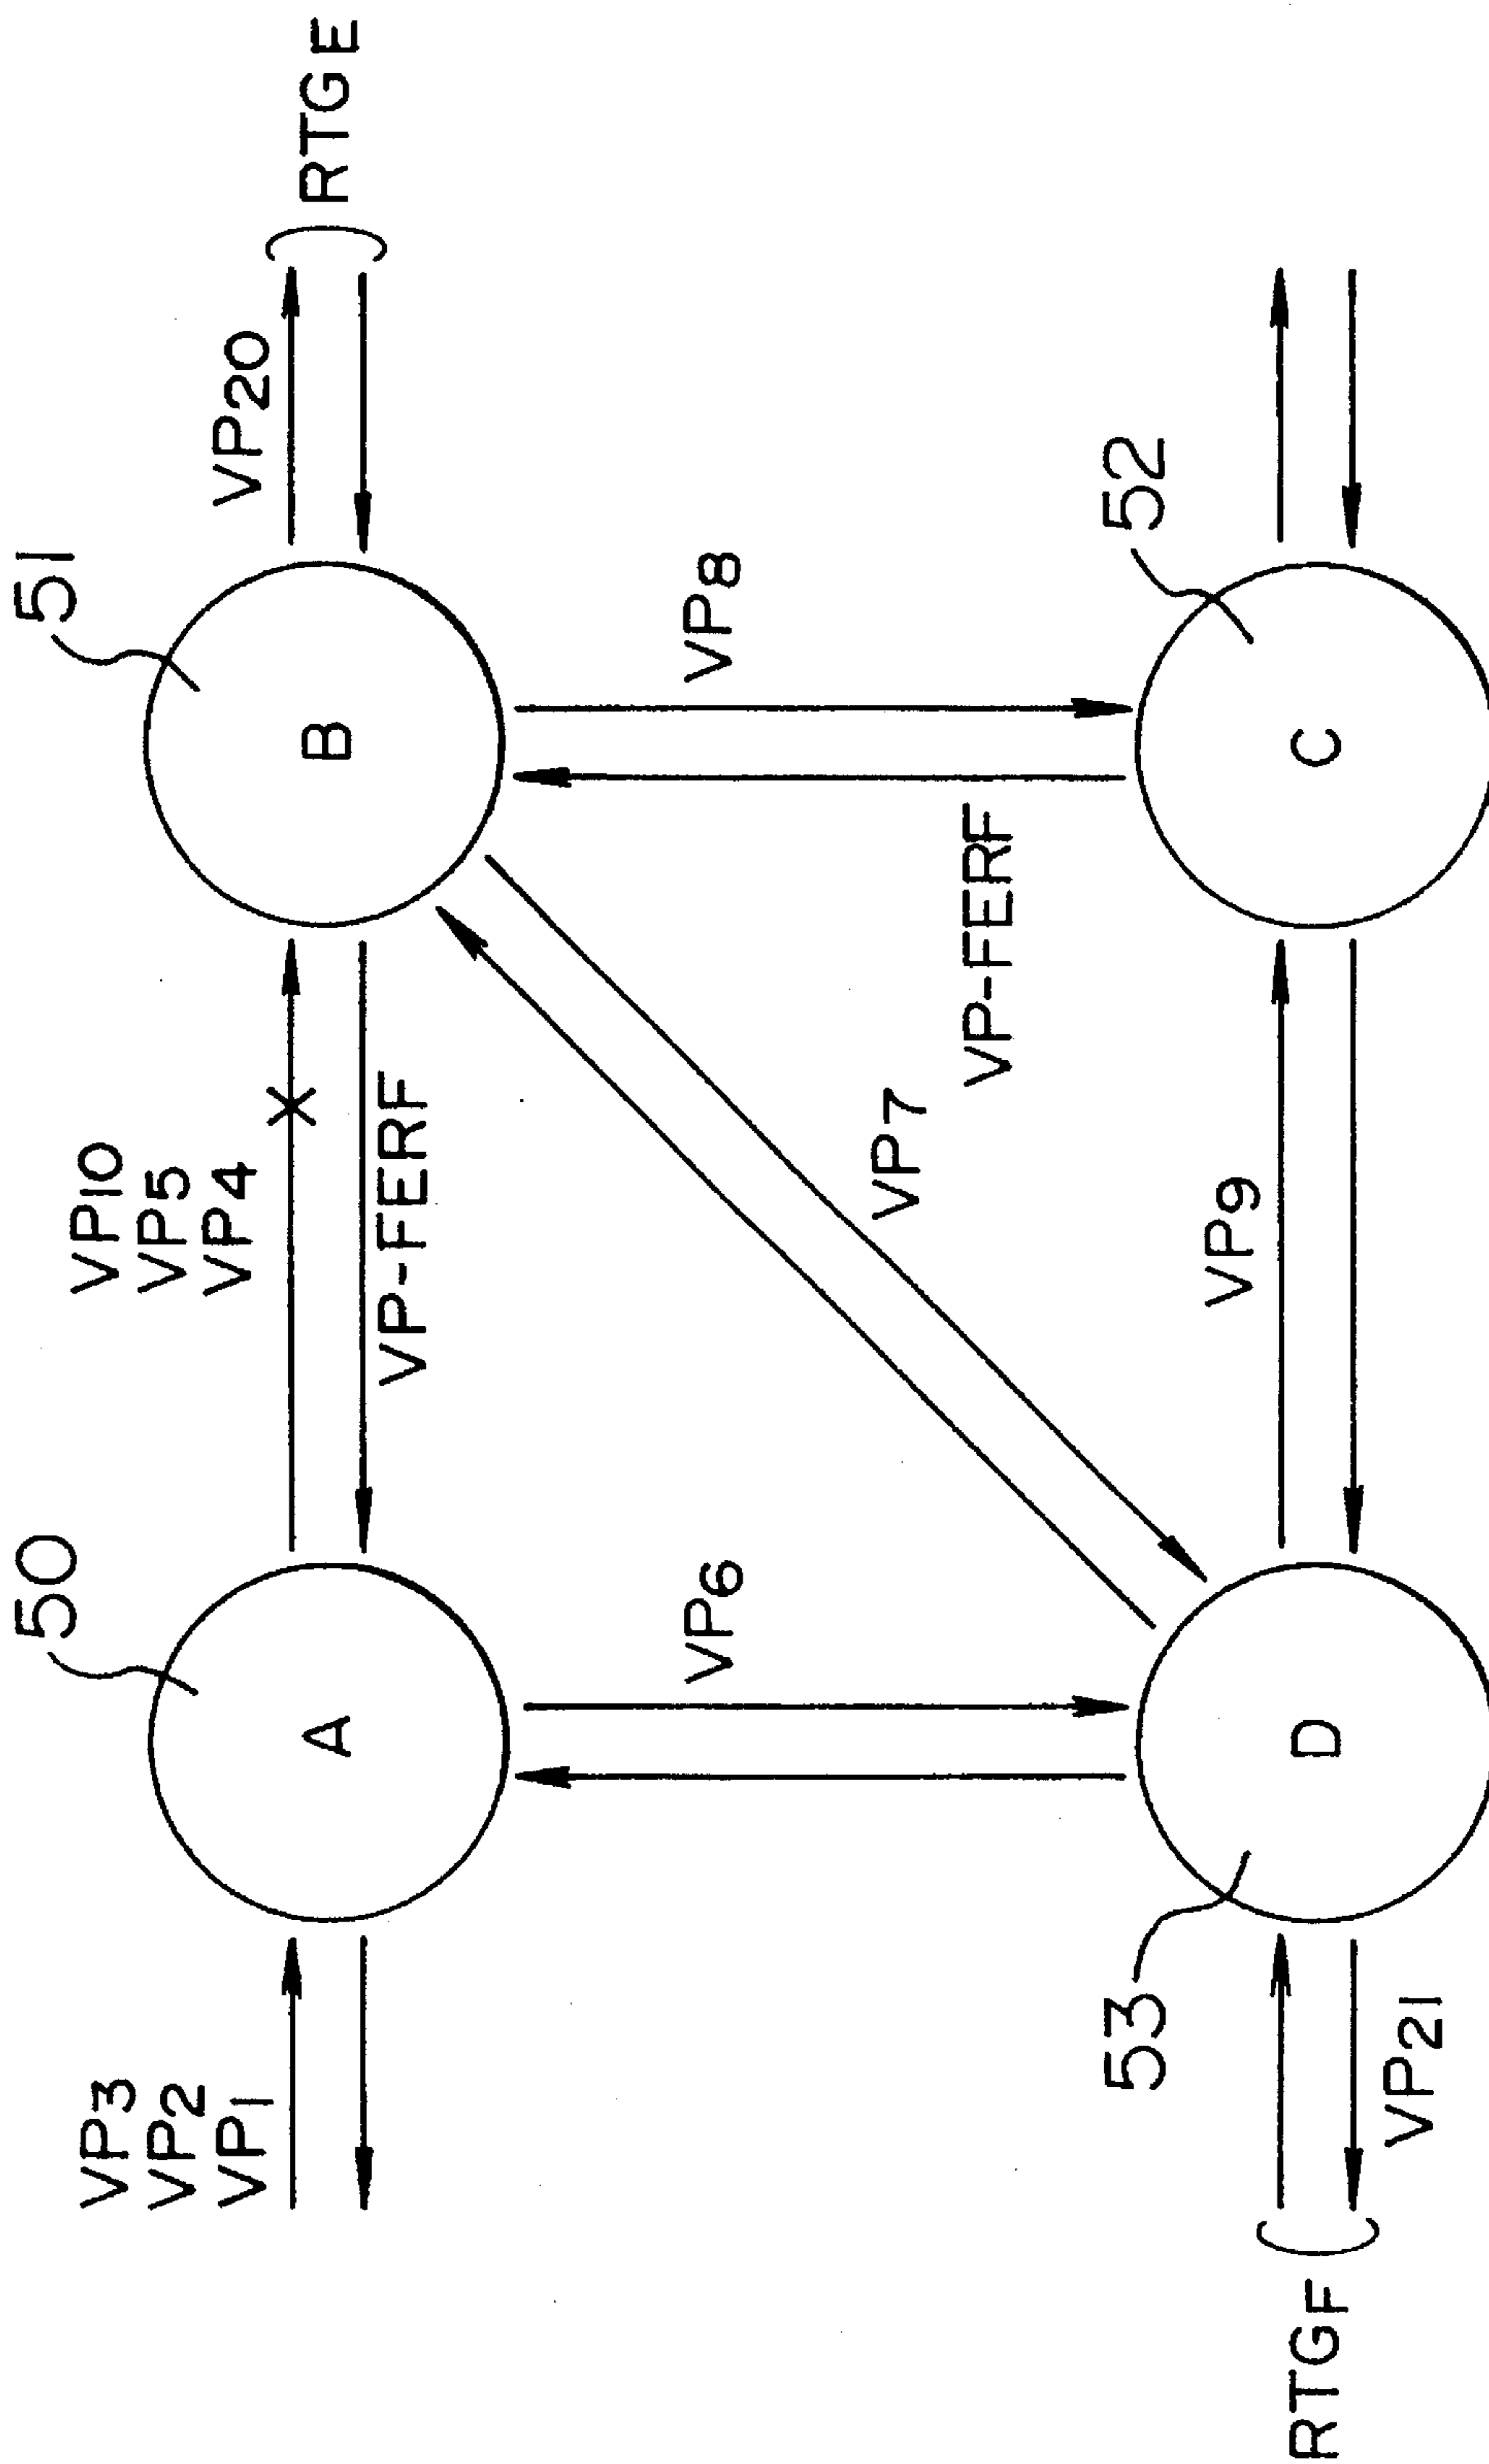 50
51
VP3
VP2
VP1
VP10
VP5
VP4
VP20
A
B
RTGE
VP-FERF
VP6
VP8
VP7
VP-FERF
53
52
VP9
RTGF
D
C
VP21